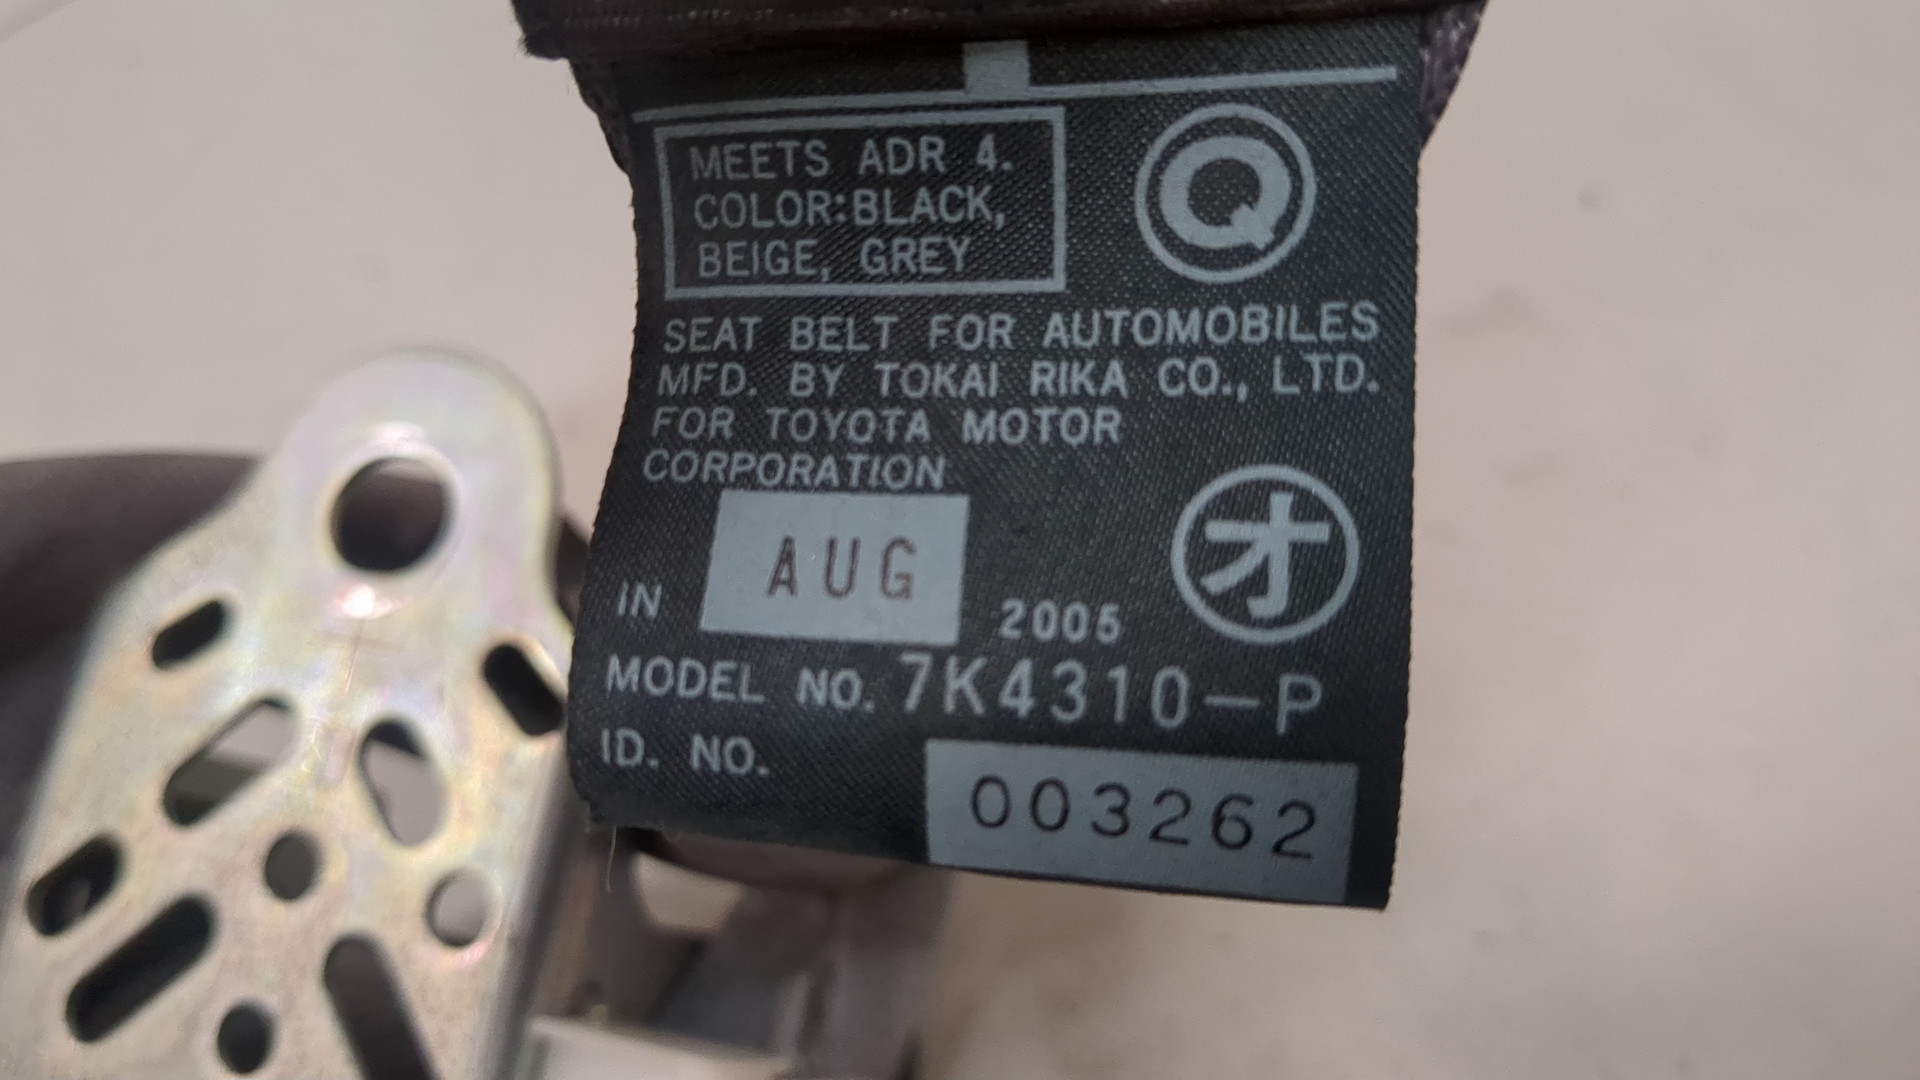 MEETS ADR 4.
COLOR:BLACK,
BEIGE, GREY
Q
SEAT BELT FOR AUTOMOBILES
MFD. BY TOKAI RIKA CO., LTD.
FOR TOYOTA MOTOR
CORPORATION
IN AUG 2005
オ
MODEL NO. 7K4310-P
ID. NO. 003262